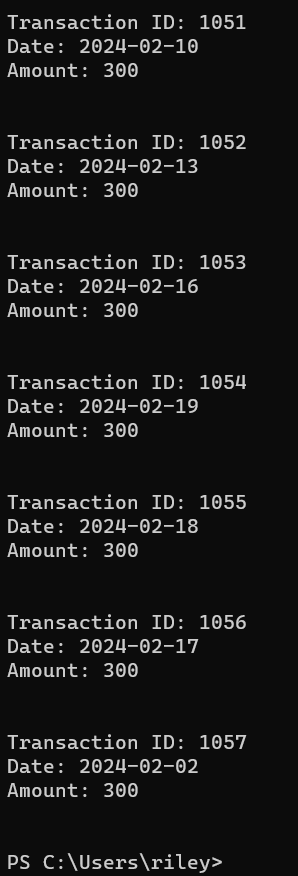 Transaction ID: 1051
Date: 2024-02-10
Amount: 300
Transaction ID: 1052
Date: 2024-02-13
Amount: 300
Transaction ID: 1053
Date: 2024-02-16
Amount: 300
Transaction ID: 1054
Date: 2024-02-19
Amount: 300
Transaction ID: 1055
Date: 2024-02-18
Amount: 300
Transaction ID: 1056
Date: 2024-02-17
Amount: 300
Transaction ID: 1057
Date: 2024-02-02
Amount: 300
PS C:\Users\riley>